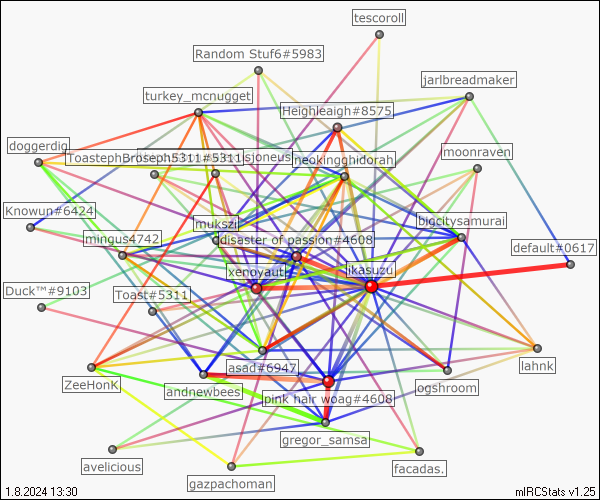 tescoroll
Random Stuf6#5983
jarlbreadmaker
turkey_mcnugget
Heighleaigh#8575
doggerdig
moonraven
ToastephBroseph5311#5311
sjoneus
neokingghidorah
Knowun#6424
mukszi
bigcitysamurai
mingus4742
disaster of passion#4608
default#0617
xenoyaut
ikasuzu
Duck™#9103
Toast#5311
asad#6947
lahnk
ZeeHonK
andnewbees
ogshroom
pink hair woag#4608
gregor_samsa
avelicious
facadas.
gazpachoman
1.8.2024 13:30
mIRCStats v1.25